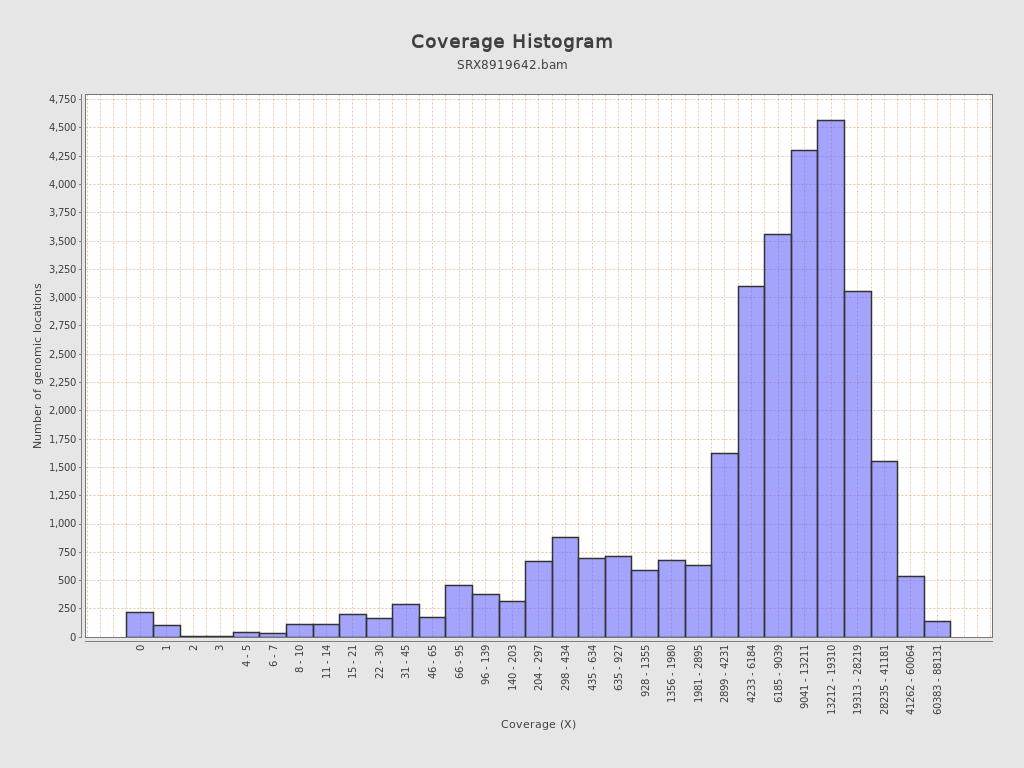 Coverage Histogram
SRX8919642.bam
Number of genomic locations
4,750
4,500
4,250
4,000
3,750
3,500
3,250
3,000
2,750
2,500
2,250
2,000
1,750
1,500
1,250
1,000
750
500
250
0
0
1
2
3
4 - 5
6 - 7
8 - 10
11 - 14
15 - 21
22 - 30
31 - 45
46 - 65
66 - 95
96 - 139
140 - 203
204 - 297
298 - 434
435 - 634
635 - 927
928 - 1355
1356 - 1980
1981 - 2895
2899 - 4231
4233 - 6184
6185 - 9039
9041 - 13211
13212 - 19310
19313 - 28219
28235 - 41181
41262 - 60064
60383 - 88131
Coverage (X)